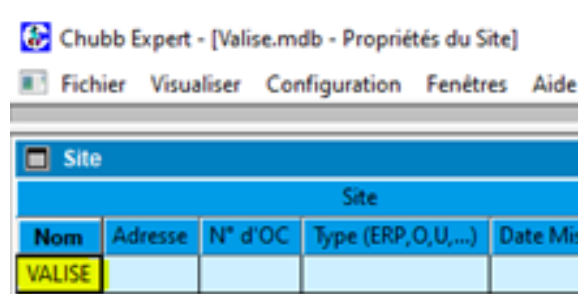 Chubb Expert - [Valise.mdb - Propriétés du Site]
Fichier Visualiser Configuration Fenêtres Aide
Site
Site
Nom Adresse N° d'OC Type (ERP,O,U,...) Date Mis
VALISE